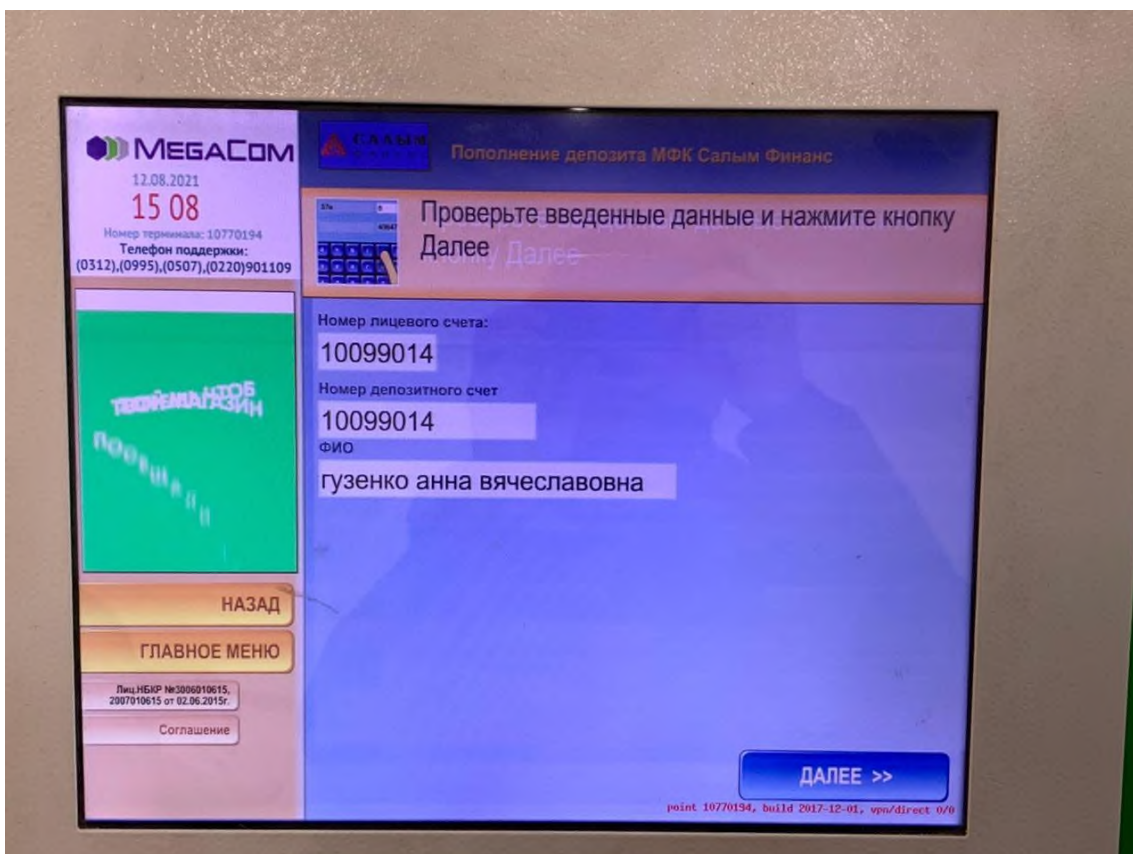 MEGACOM
12.08.2021
15 08
Номер терминала: 10770194
Телефон поддержки:
(0312),(0995),(0507),(0220)901109
САЛЫМ
Пополнение депозита МФК Салым Финанс
Проверьте введенные данные и нажмите кнопку
Далее
Номер лицевого счета:
10099014
Номер депозитного счет
10099014
ФИО
гузенко анна вячеславовна
НАЗАД
ГЛАВНОЕ МЕНЮ
Лиц.НБКР №3006010615,
2007010615 от 02.06.2015г.
Соглашение
ДАЛЕЕ >>
point 10770194, build 2017-12-01, vpn/direct 0/0